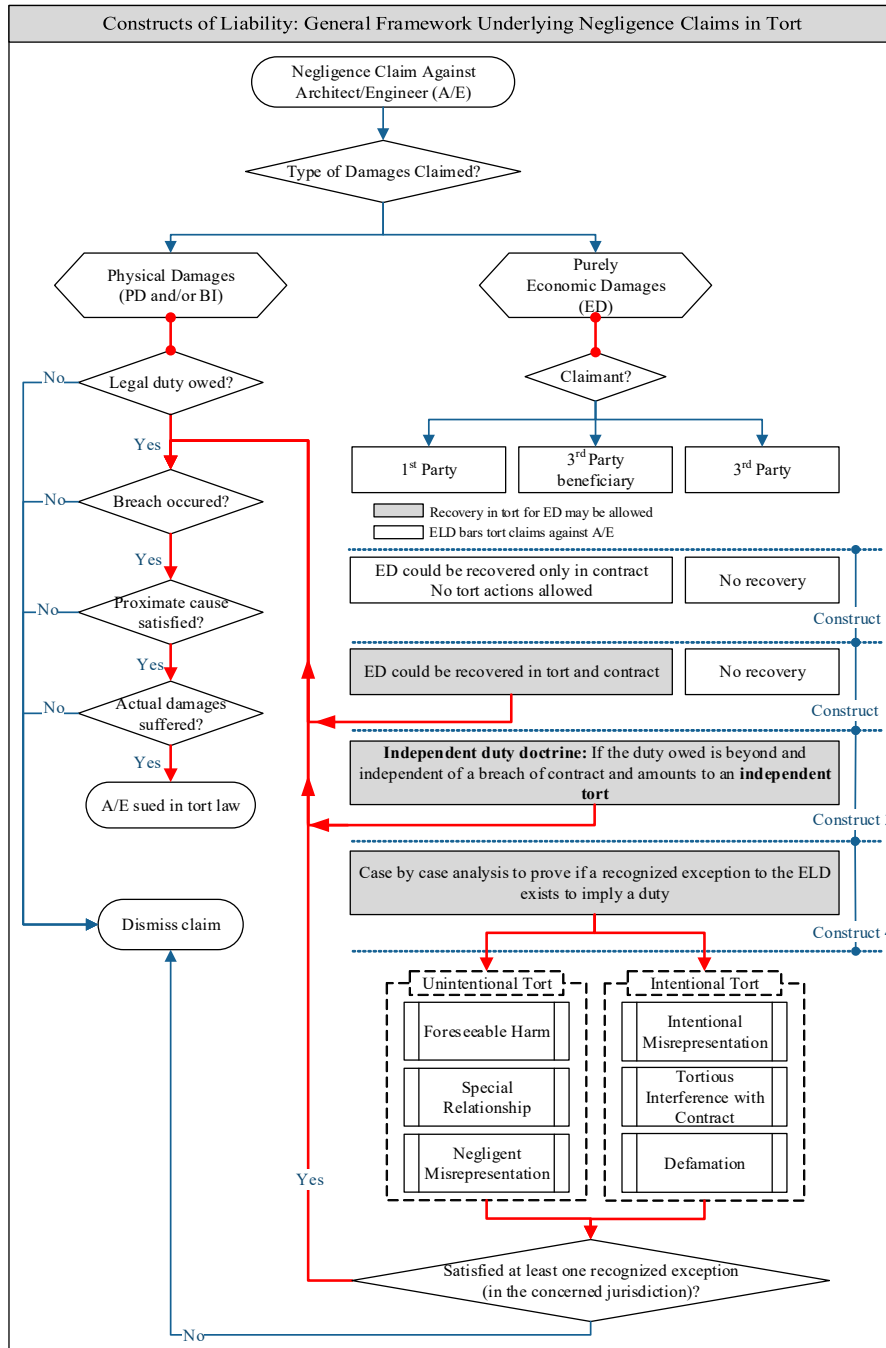 Constructs of Liability: General Framework Underlying Negligence Claims in Tort
Negligence Claim Against
Architect/Engineer (A/E)
Type of Damages Claimed?
Physical Damages
(PD and/or BI)
Purely
Economic Damages
(ED)
No
Legal duty owed?
Claimant?
Yes
1st Party
3rd Party
beneficiary
3rd Party
No
Breach occured?
Recovery in tort for ED may be allowed
ELD bars tort claims against A/E
Yes
ED could be recovered only in contract
No tort actions allowed
No recovery
No
Proximate cause
satisfied?
Construct
Yes
ED could be recovered in tort and contract
No recovery
No
Actual damages
suffered?
Construct
Yes
Independent duty doctrine: If the duty owed is beyond and
independent of a breach of contract and amounts to an independent
tort
A/E sued in tort law
Construct
Case by case analysis to prove if a recognized exception to the ELD
exists to imply a duty
Dismiss claim
Construct 4
Unintentional Tort
Intentional Tort
Foreseeable Harm
Intentional
Misrepresentation
Special
Relationship
Tortious
Interference with
Contract
Negligent
Misrepresentation
Defamation
Yes
Satisfied at least one recognized exception
(in the concerned jurisdiction)?
No